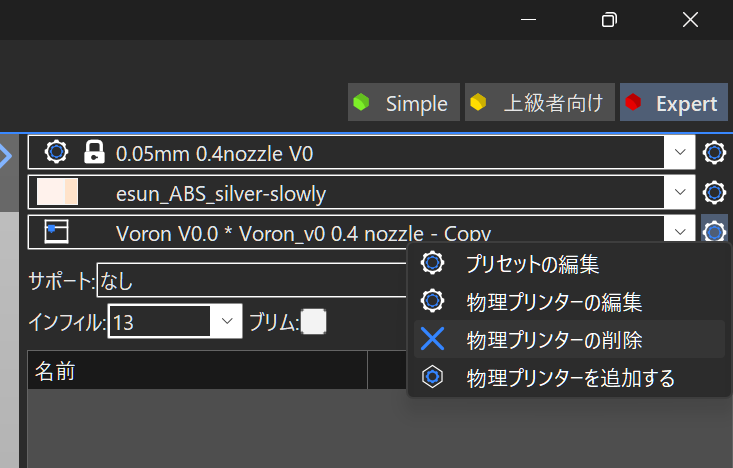 Simple 上級者向け Expert
0.05mm 0.4nozzle V0
esun_ABS_silver-slowly
Voron V0.0 * Voron_v0 0.4 nozzle - Copy
プリセットの編集
サポート: なし
物理プリンターの編集
インフィル: 13 ブリム:
物理プリンターの削除
名前
物理プリンターを追加する